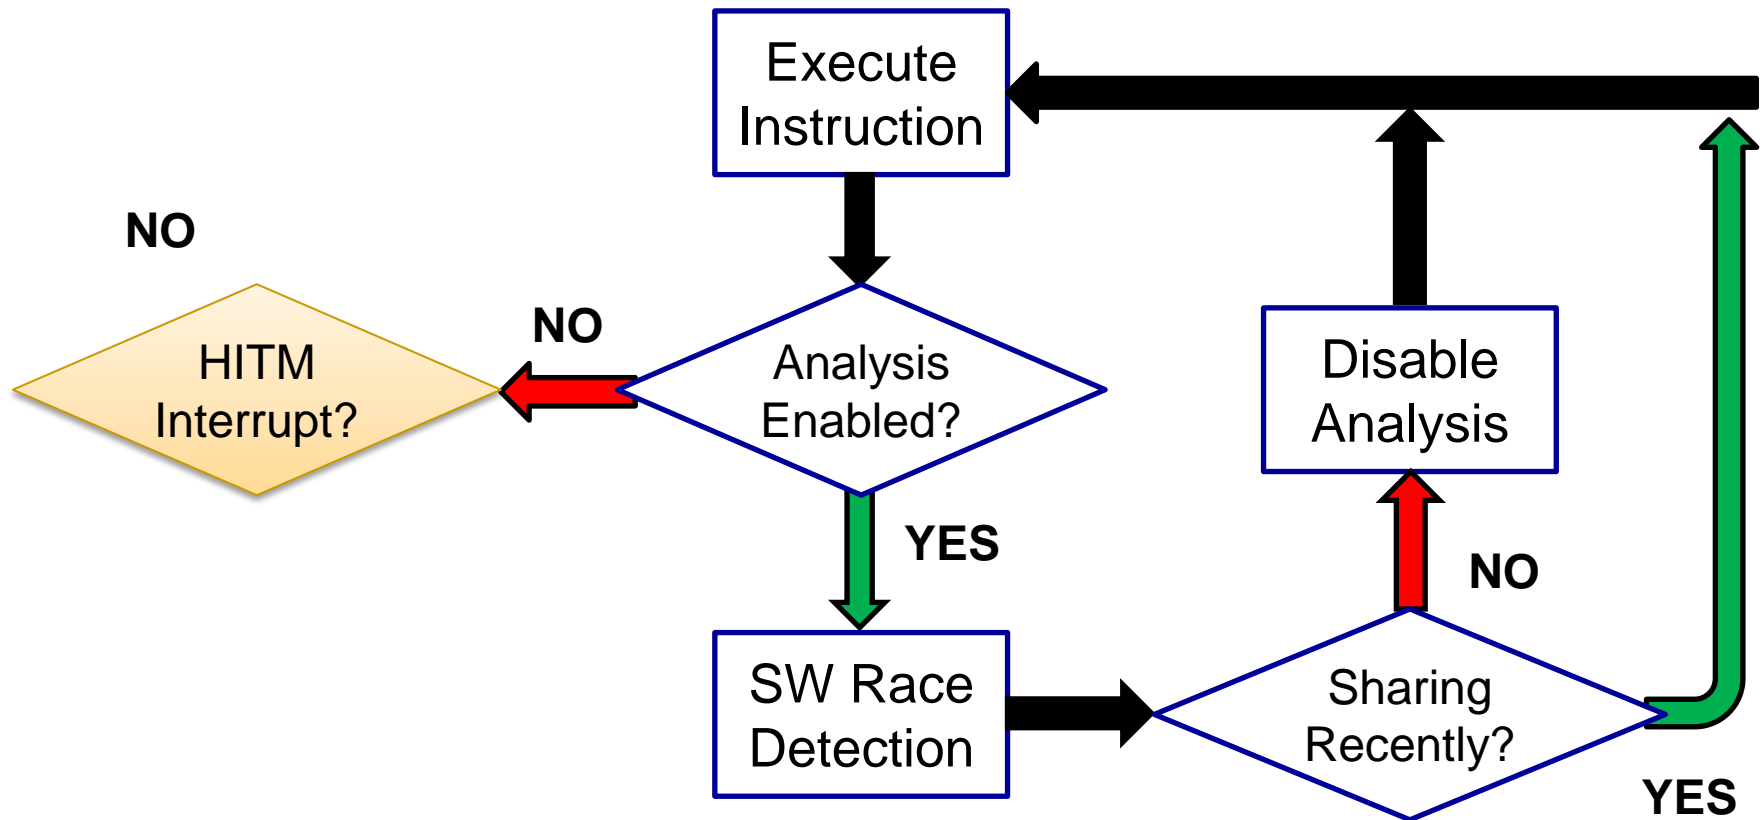 Execute
Instruction
NO
NO
HITM
Interrupt?
Analysis
Enabled?
Disable
Analysis
YES
NO
SW Race
Detection
Sharing
Recently?
YES